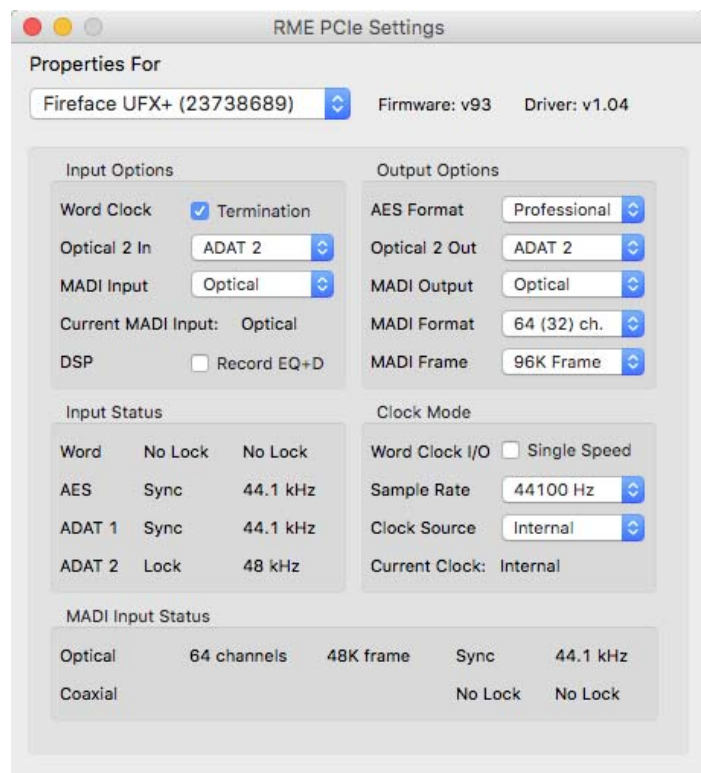 RME PCIe Settings
Properties For
Fireface UFX+ (23738689) Firmware: v93 Driver: v1.04
Input Options
Word Clock Termination
Optical 2 In ADAT 2
MADI Input Optical
Current MADI Input: Optical
DSP Record EQ+D
Output Options
AES Format Professional
Optical 2 Out ADAT 2
MADI Output Optical
MADI Format 64 (32) ch.
MADI Frame 96K Frame
Input Status
Word No Lock No Lock
AES Sync 44.1 kHz
ADAT 1 Sync 44.1 kHz
ADAT 2 Lock 48 kHz
Clock Mode
Word Clock I/O Single Speed
Sample Rate 44100 Hz
Clock Source Internal
Current Clock: Internal
MADI Input Status
Optical 64 channels 48K frame Sync 44.1 kHz
Coaxial No Lock No Lock